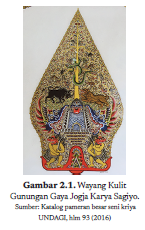 Gambar 2.1. Wayang Kulit
Gunungan Gaya Jogja Karya Sagiyo.
Sumber: Katalog pameran besar seni kriya
UNDAGI, hlm 93 (2016)